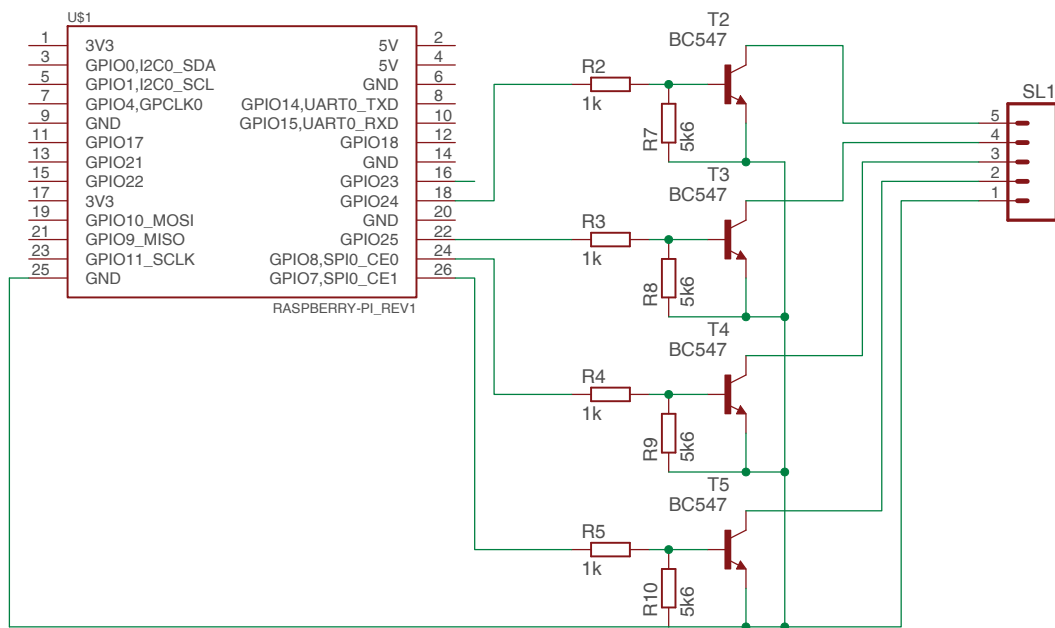 U$1
1 3V3 5V 2
3 GPIO0,I2C0_SDA 5V 4
5 GPIO1,I2C0_SCL GND 6
7 GPIO4,GPCLK0 GPIO14,UART0_TXD 8
9 GND GPIO15,UART0_RXD 10
11 GPIO17 GPIO18 12
13 GPIO21 GND 14
15 GPIO22 GPIO23 16
17 3V3 GPIO24 18
19 GPIO10_MOSI GND 20
21 GPIO9_MISO GPIO25 22
23 GPIO11_SCLK GPIO8,SPI0_CE0 24
25 GND GPIO7,SPI0_CE1 26
RASPBERRY-PI_REV1
T2
BC547
R2
1k
R7
5k6
T3
BC547
R3
1k
R8
5k6
T4
BC547
R4
1k
R9
5k6
T5
BC547
R5
1k
R10
5k6
SL1
5
4
3
2
1